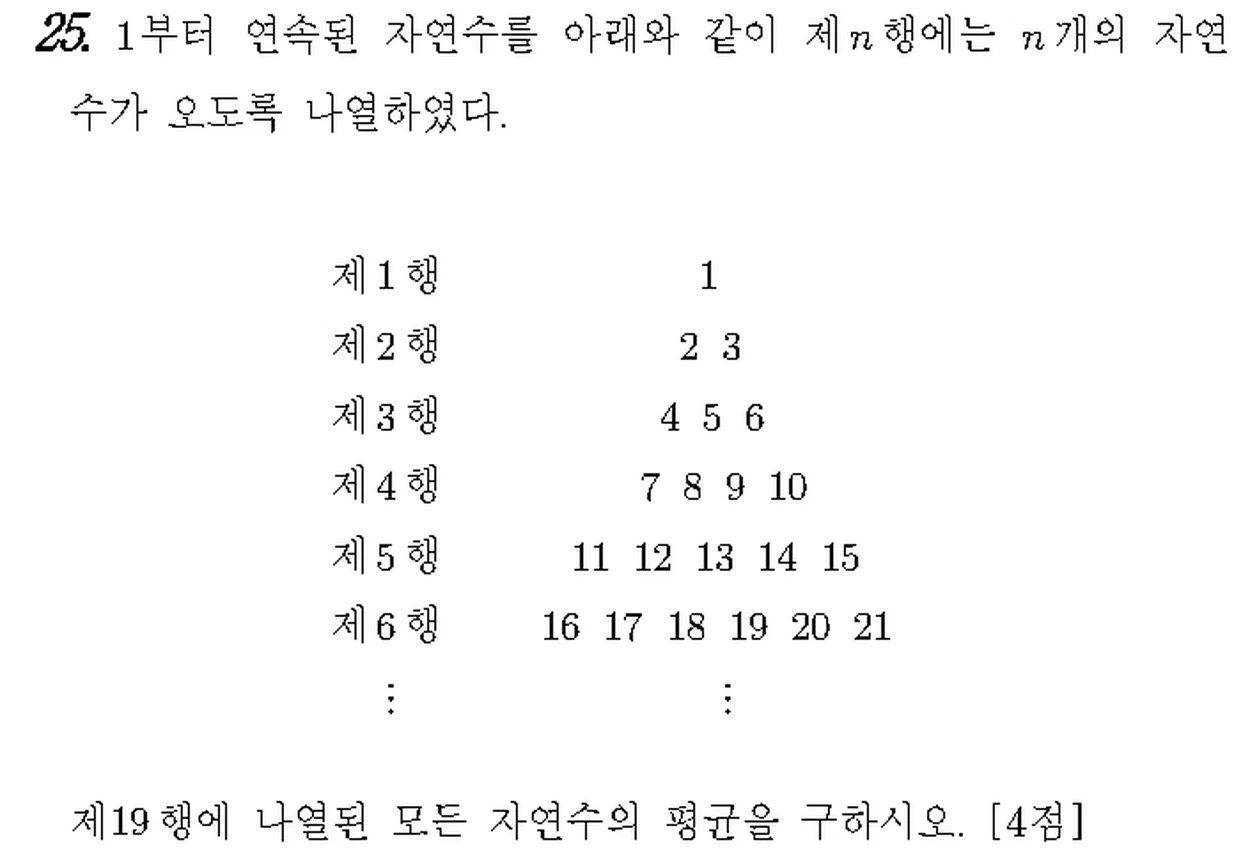 25. 1부터 연속된 자연수를 아래와 같이 제n행에는 n개의 자연
수가 오도록 나열하였다.
제1행 1
제2행 2 3
제3행 4 5 6
제4행 7 8 9 10
제5행 11 12 13 14 15
제6행 16 17 18 19 20 21
⋮ ⋮
제19행에 나열된 모든 자연수의 평균을 구하시오. [4점]